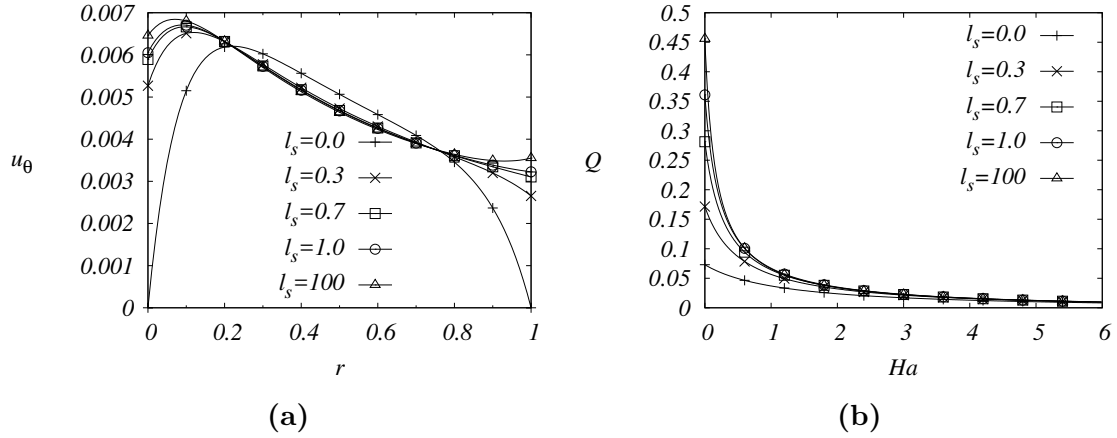 0.007
0.006
0.005
0.004
0.003
0.002
0.001
0
u_θ
l_s=0.0
l_s=0.3
l_s=0.7
l_s=1.0
l_s=100
0 0.2 0.4 0.6 0.8 1
r
(a)
0.5
0.45
0.4
0.35
0.3
0.25
0.2
0.15
0.1
0.05
0
Q
l_s=0.0
l_s=0.3
l_s=0.7
l_s=1.0
l_s=100
0 1 2 3 4 5 6
Ha
(b)